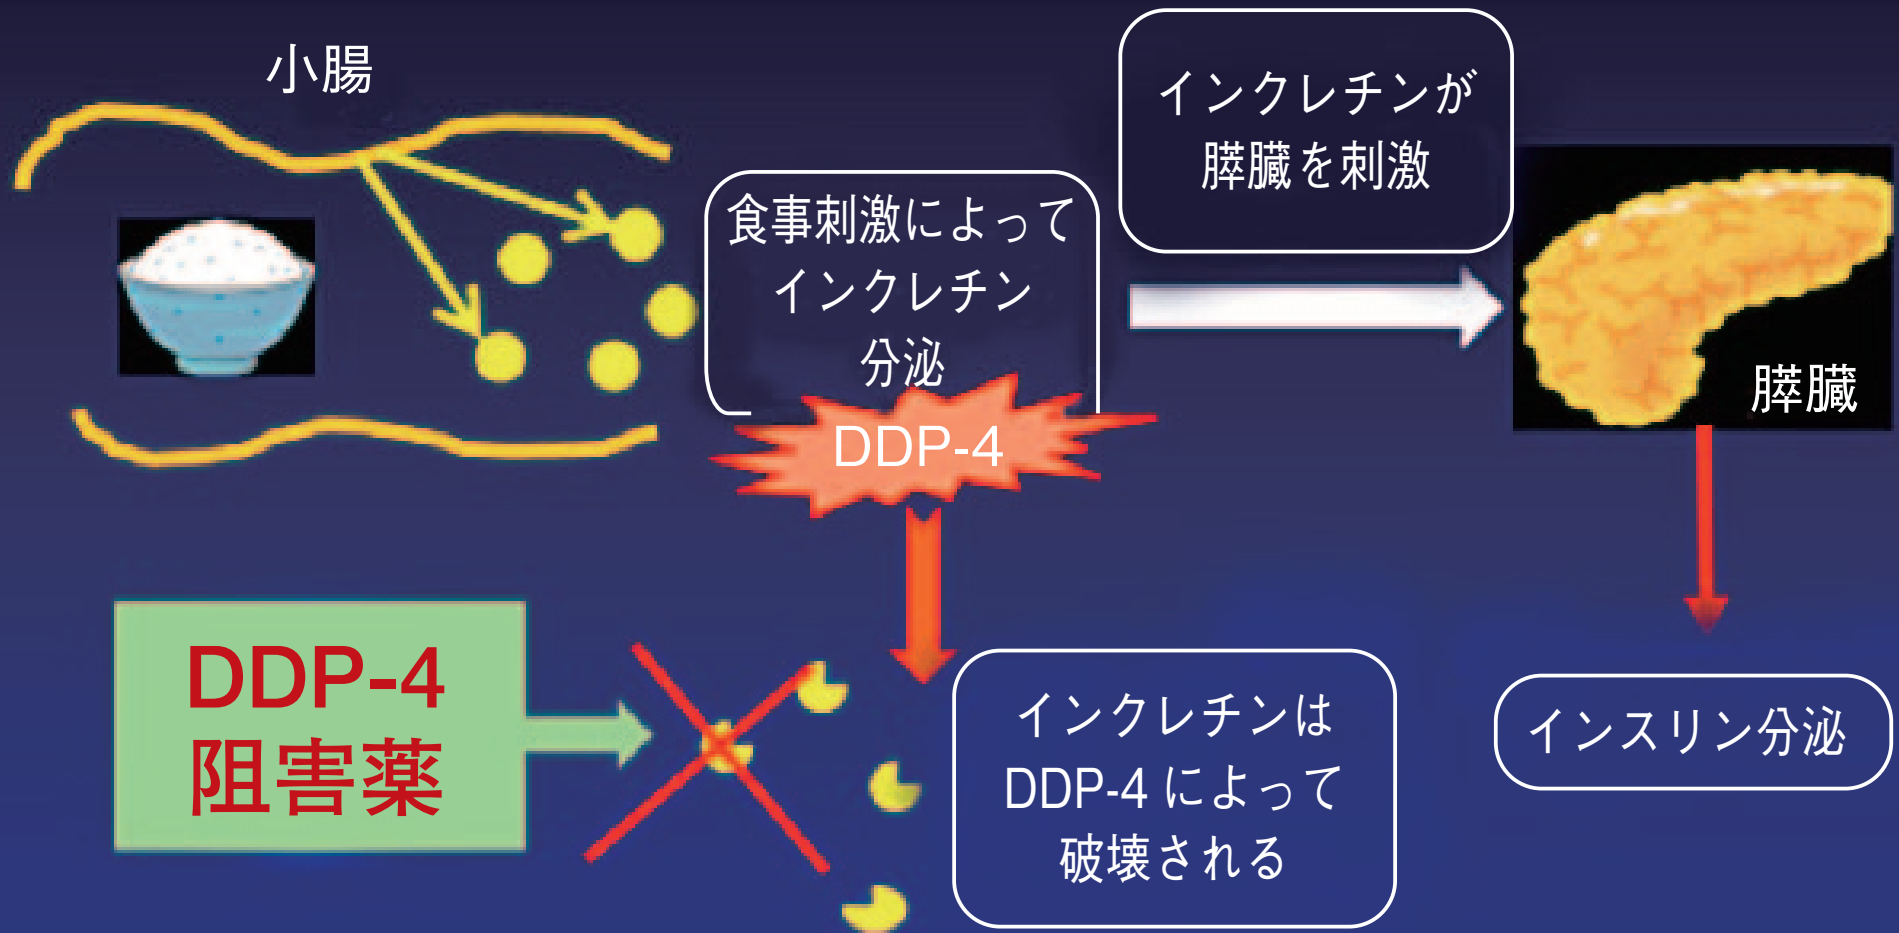 小腸
食事刺激によって
インクレチン
分泌
インクレチンが
膵臓を刺激
膵臓
DDP-4
DDP-4
阻害薬
インクレチンは
DDP-4 によって
破壊される
インスリン分泌